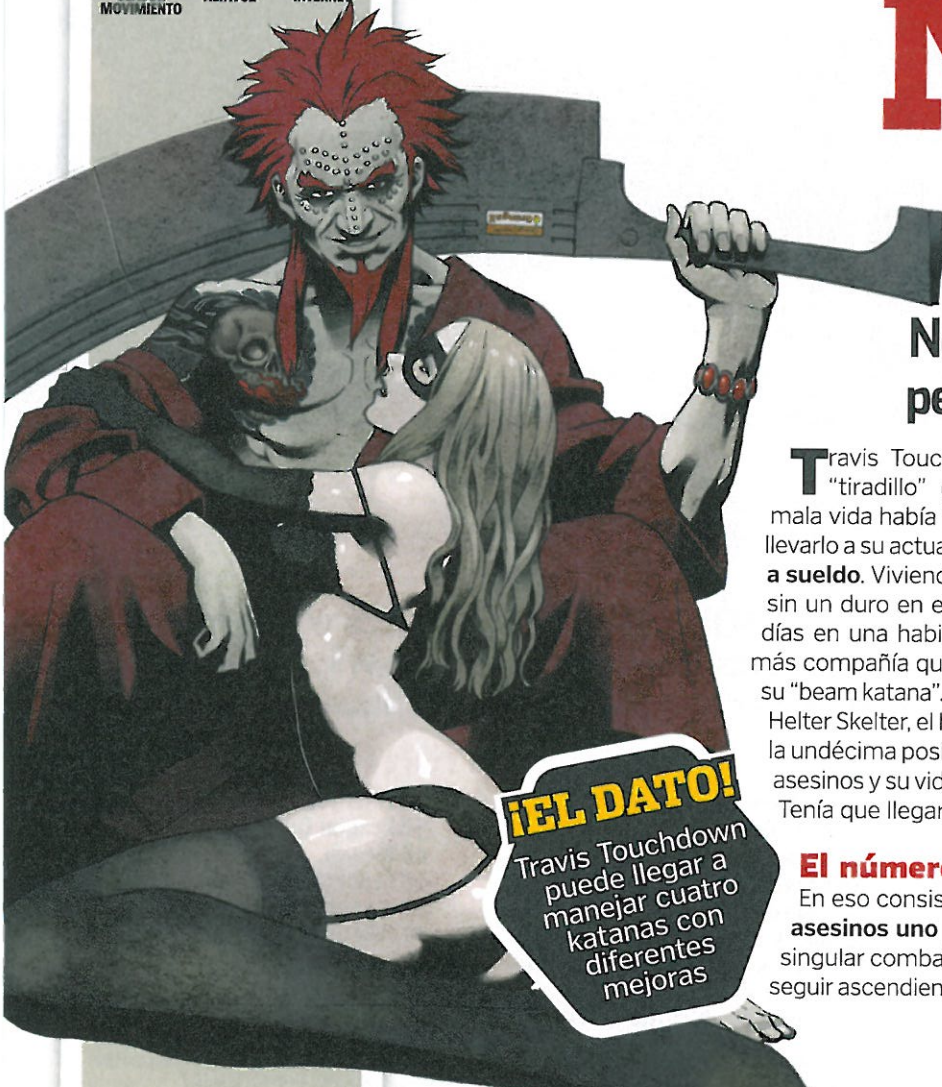 MOVIMIENTO
N
N
pe
Travis Touc
"tiradillo"
mala vida había
llevarlo a su actua
a sueldo. Viviend
sin un duro en e
días en una habi
más compañía qu
su "beam katana".
Helter Skelter, el
la undécima pos
asesinos y su vid
Tenía que llegar
El número
En eso consis
asesinos uno
singular comba
seguir ascendien
¡EL DATO!
Travis Touchdown
puede llegar a
manejar cuatro
katanas con
diferentes
mejoras